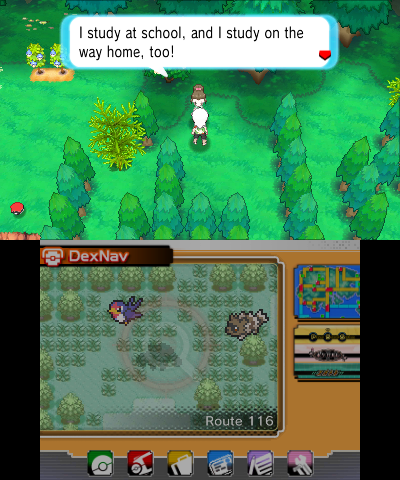 I study at school, and I study on the
way home, too!
DexNav
Route 116